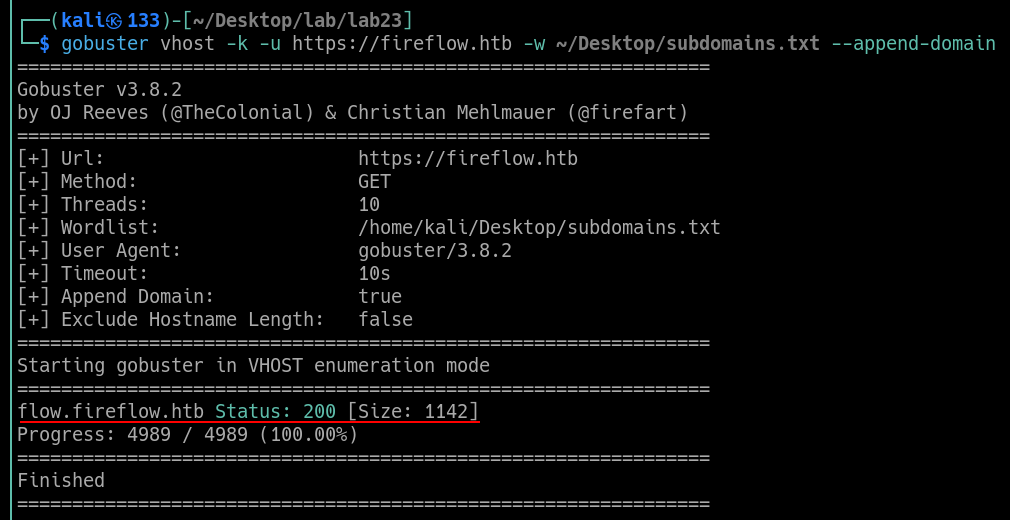 ┌──(kali㉿133)-[~/Desktop/lab/lab23]
└─$ gobuster vhost -k -u https://fireflow.htb -w ~/Desktop/subdomains.txt --append-domain
===============================================================
Gobuster v3.8.2
by OJ Reeves (@TheColonial) & Christian Mehlmauer (@firefart)
===============================================================
[+] Url:                       https://fireflow.htb
[+] Method:                    GET
[+] Threads:                   10
[+] Wordlist:                  /home/kali/Desktop/subdomains.txt
[+] User Agent:                gobuster/3.8.2
[+] Timeout:                   10s
[+] Append Domain:             true
[+] Exclude Hostname Length:   false
===============================================================
Starting gobuster in VHOST enumeration mode
===============================================================
flow.fireflow.htb Status: 200 [Size: 1142]
Progress: 4989 / 4989 (100.00%)
===============================================================
Finished
===============================================================